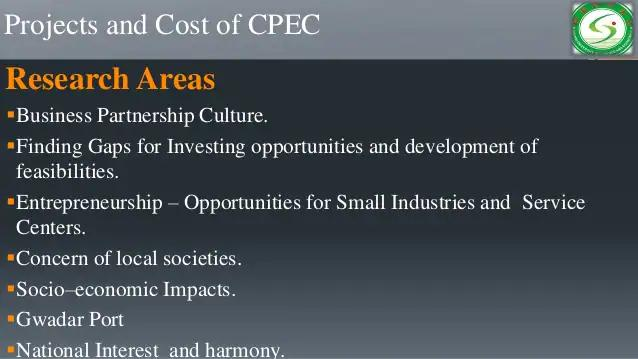 Projects and Cost of CPEC
Research Areas
▪Business Partnership Culture.
▪Finding Gaps for Investing opportunities and development of
feasibilities.
▪Entrepreneurship – Opportunities for Small Industries and Service
Centers.
▪Concern of local societies.
▪Socio–economic Impacts.
▪Gwadar Port
▪National Interest and harmony.